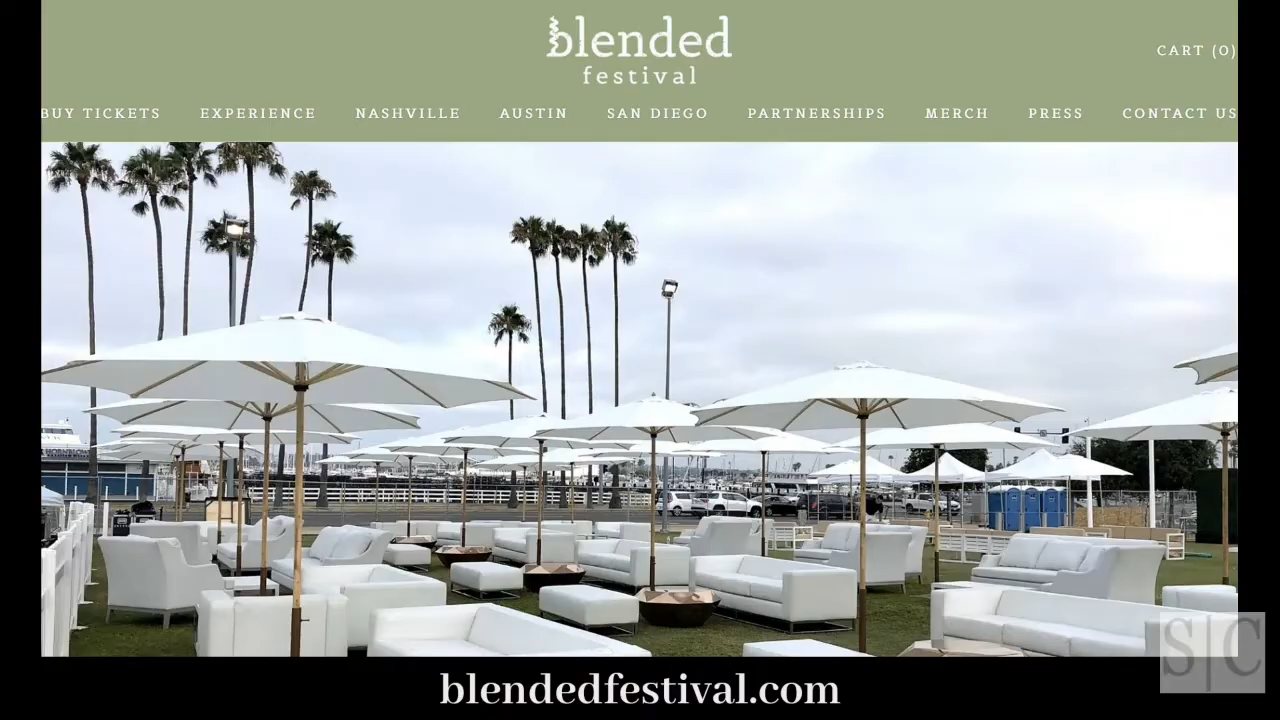 blended
festival
CART (0)
BUY TICKETS EXPERIENCE NASHVILLE AUSTIN SAN DIEGO PARTNERSHIPS MERCH PRESS CONTACT US
S|C
blendedfestival.com